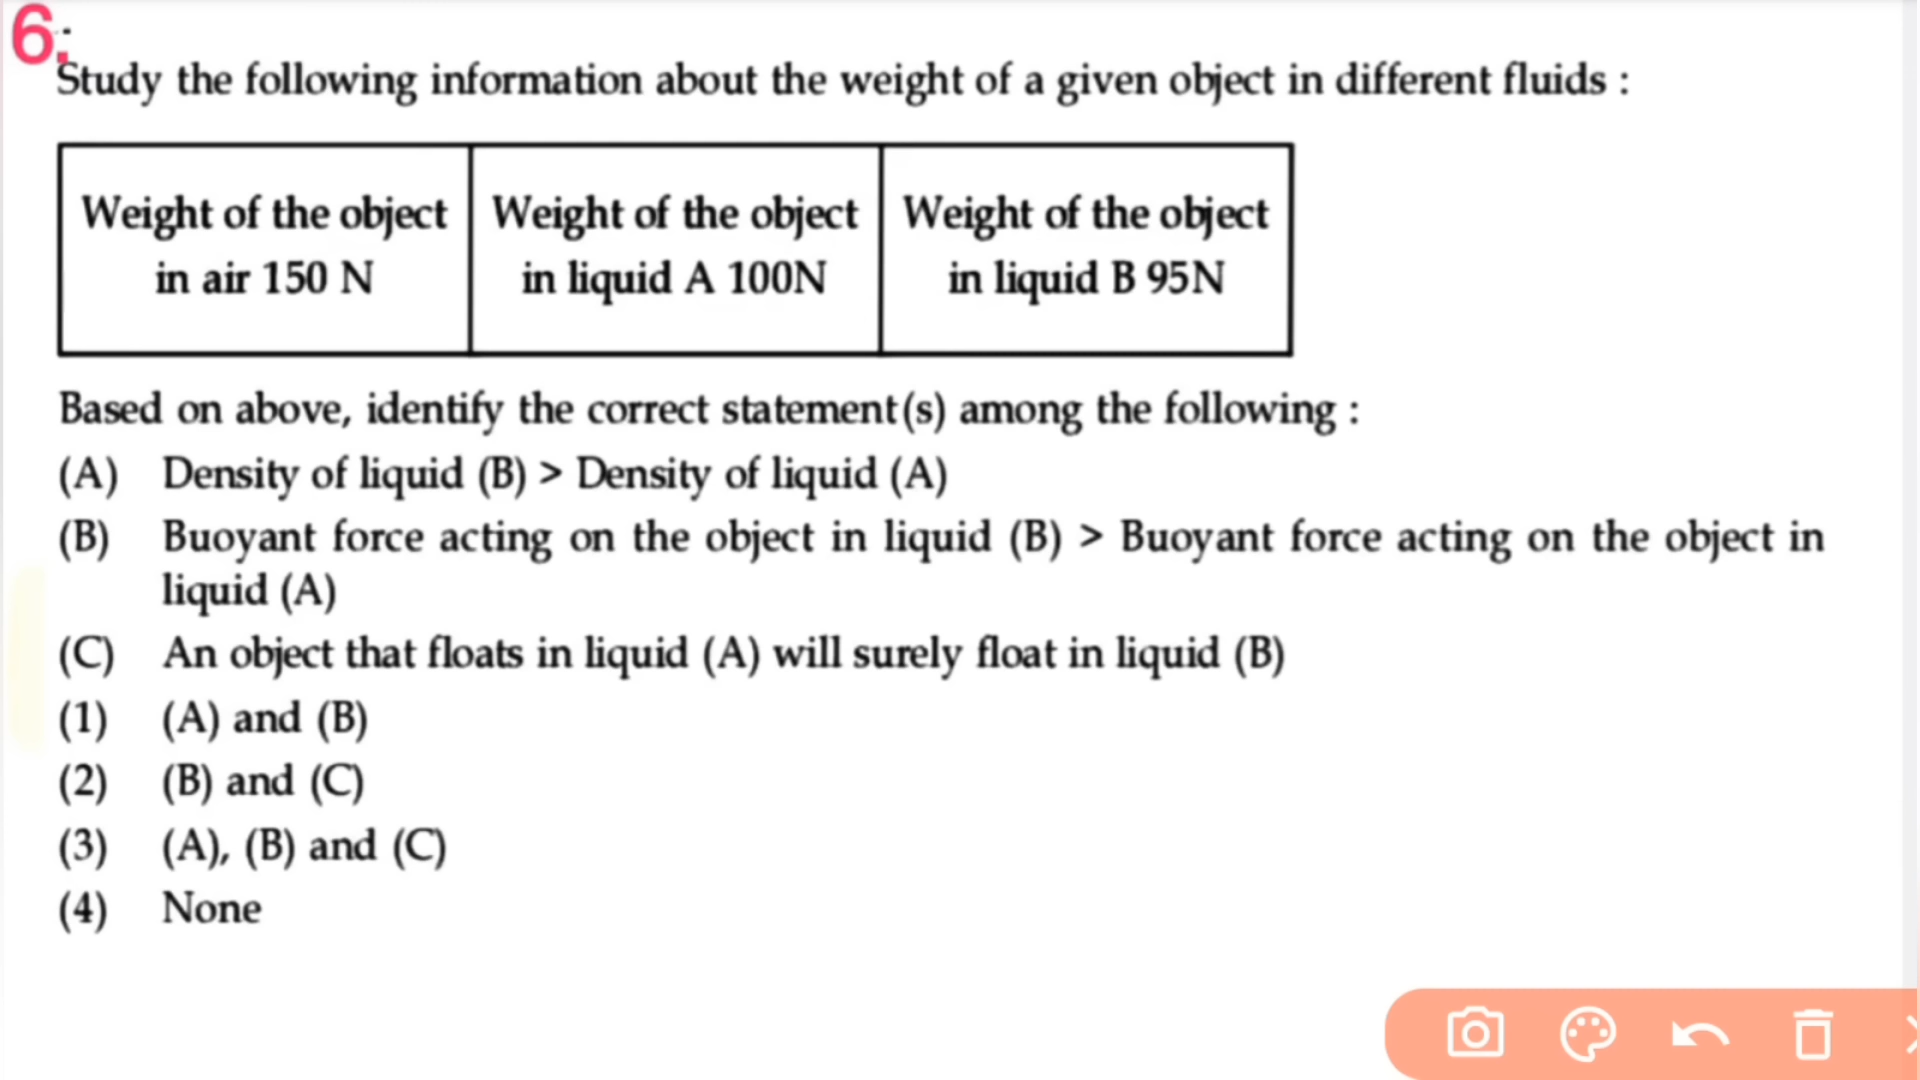 6.
Study the following information about the weight of a given object in different fluids :
Weight of the object
in air 150 N
Weight of the object
in liquid A 100N
Weight of the object
in liquid B 95N
Based on above, identify the correct statement(s) among the following :
(A) Density of liquid (B) > Density of liquid (A)
(B) Buoyant force acting on the object in liquid (B) > Buoyant force acting on the object in
liquid (A)
(C) An object that floats in liquid (A) will surely float in liquid (B)
(1) (A) and (B)
(2) (B) and (C)
(3) (A), (B) and (C)
(4) None